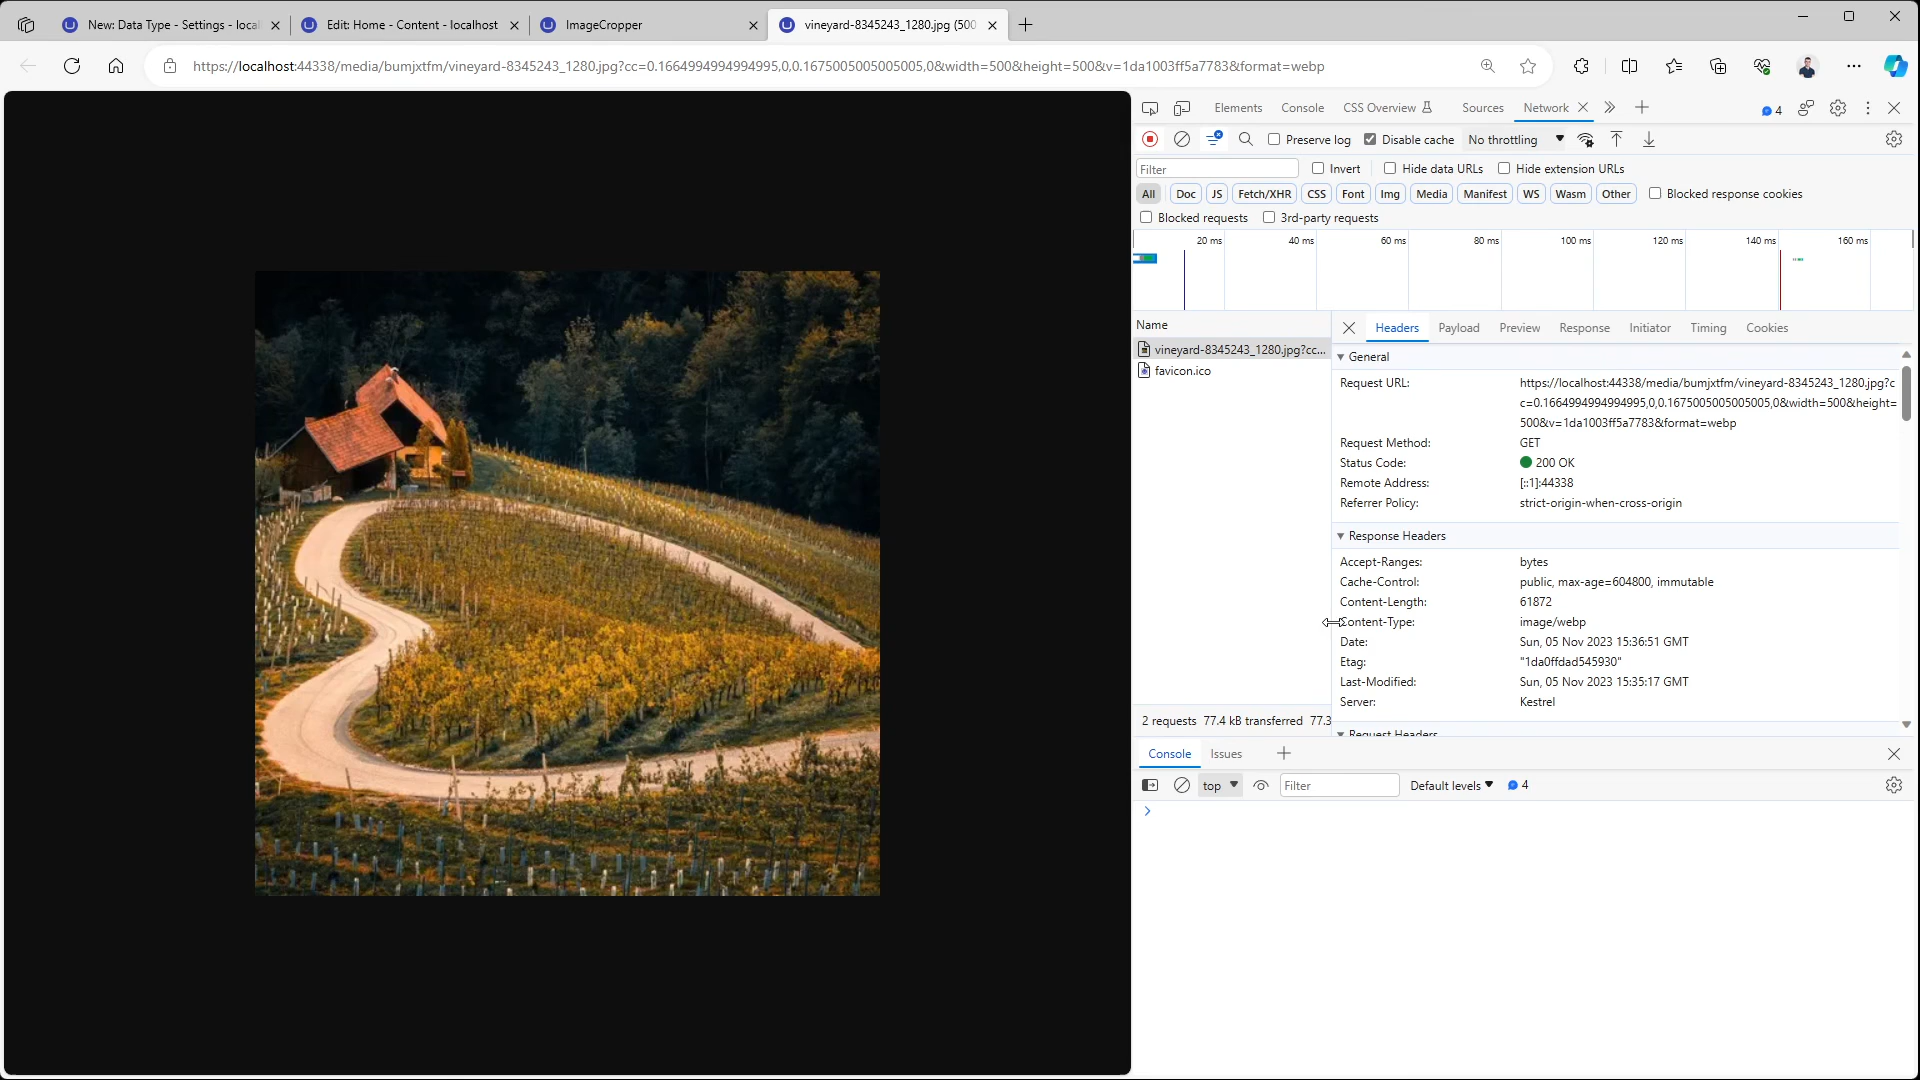 New: Data Type - Settings - local
Edit: Home - Content - localhost
ImageCropper
vineyard-8345243_1280.jpg (500
https://localhost:44338/media/bumjxtfm/vineyard-8345243_1280.jpg?cc=0.1664994994994995,0,0.1675005005005005,0&width=500&height=500&v=1da1003ff5a7783&format=webp
Elements Console CSS Overview Sources Network 4
Preserve log Disable cache No throttling
Filter Invert Hide data URLs Hide extension URLs
All Doc JS Fetch/XHR CSS Font Img Media Manifest WS Wasm Other Blocked response cookies
Blocked requests 3rd-party requests
20 ms 40 ms 60 ms 80 ms 100 ms 120 ms 140 ms 160 ms
Name
vineyard-8345243_1280.jpg?cc...
favicon.ico
2 requests 77.4 kB transferred 77.3
Headers Payload Preview Response Initiator Timing Cookies
General
Request URL: https://localhost:44338/media/bumjxtfm/vineyard-8345243_1280.jpg?c
c=0.1664994994994995,0,0.1675005005005005,0&width=500&height=
500&v=1da1003ff5a7783&format=webp
Request Method: GET
Status Code: 200 OK
Remote Address: [::1]:44338
Referrer Policy: strict-origin-when-cross-origin
Response Headers
Accept-Ranges: bytes
Cache-Control: public, max-age=604800, immutable
Content-Length: 61872
Content-Type: image/webp
Date: Sun, 05 Nov 2023 15:36:51 GMT
Etag: "1da0ffdad545930"
Last-Modified: Sun, 05 Nov 2023 15:35:17 GMT
Server: Kestrel
Request Headers
Console Issues
top Filter Default levels 4